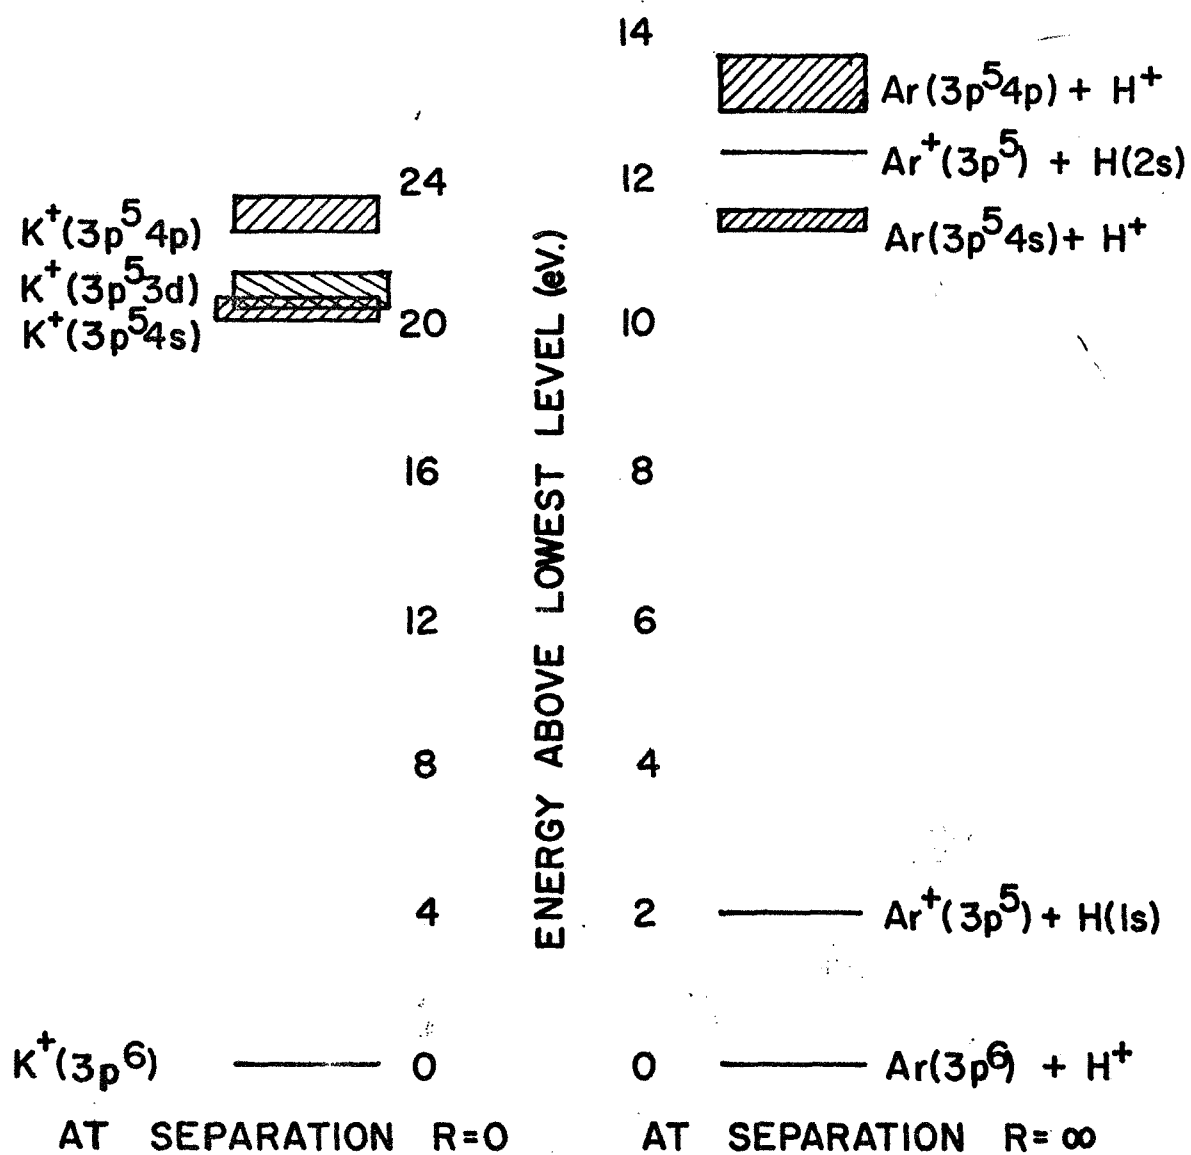 K⁺(3p⁵4p)
K⁺(3p⁵3d)
K⁺(3p⁵4s)
K⁺(3p⁶)
24
20
16
12
8
4
0
AT SEPARATION R=0
ENERGY ABOVE LOWEST LEVEL (eV.)
14
12
10
8
6
4
2
0
Ar(3p⁵4p) + H⁺
Ar⁺(3p⁵) + H(2s)
Ar(3p⁵4s) + H⁺
Ar⁺(3p⁵) + H(1s)
Ar(3p⁶) + H⁺
AT SEPARATION R=∞